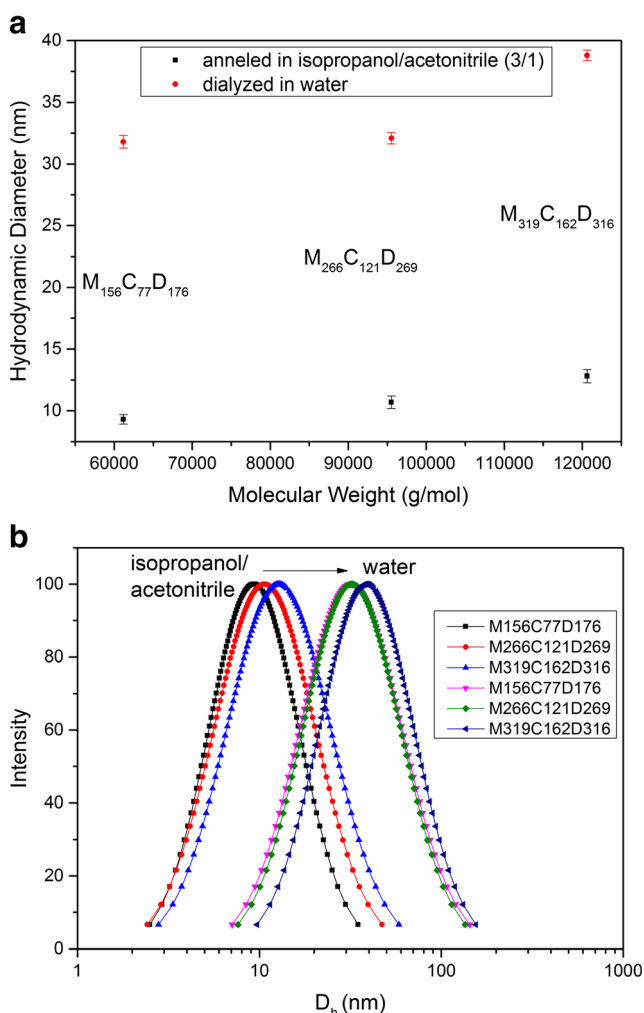 a
anneled in isopropanol/acetonitrile (3/1)
dialyzed in water
40
35
30
25
20
15
10
Hydrodynamic Diameter (nm)
M₁₅₆C₇₇D₁₇₆
M₂₆₆C₁₂₁D₂₆₉
M₃₁₉C₁₆₂D₃₁₆
60000 70000 80000 90000 100000 110000 120000
Molecular Weight (g/mol)
b
isopropanol/
acetonitrile
water
100
80
60
40
20
0
Intensity
M156C77D176
M266C121D269
M319C162D316
M156C77D176
M266C121D269
M319C162D316
1 10 100 1000
Dₕ (nm)